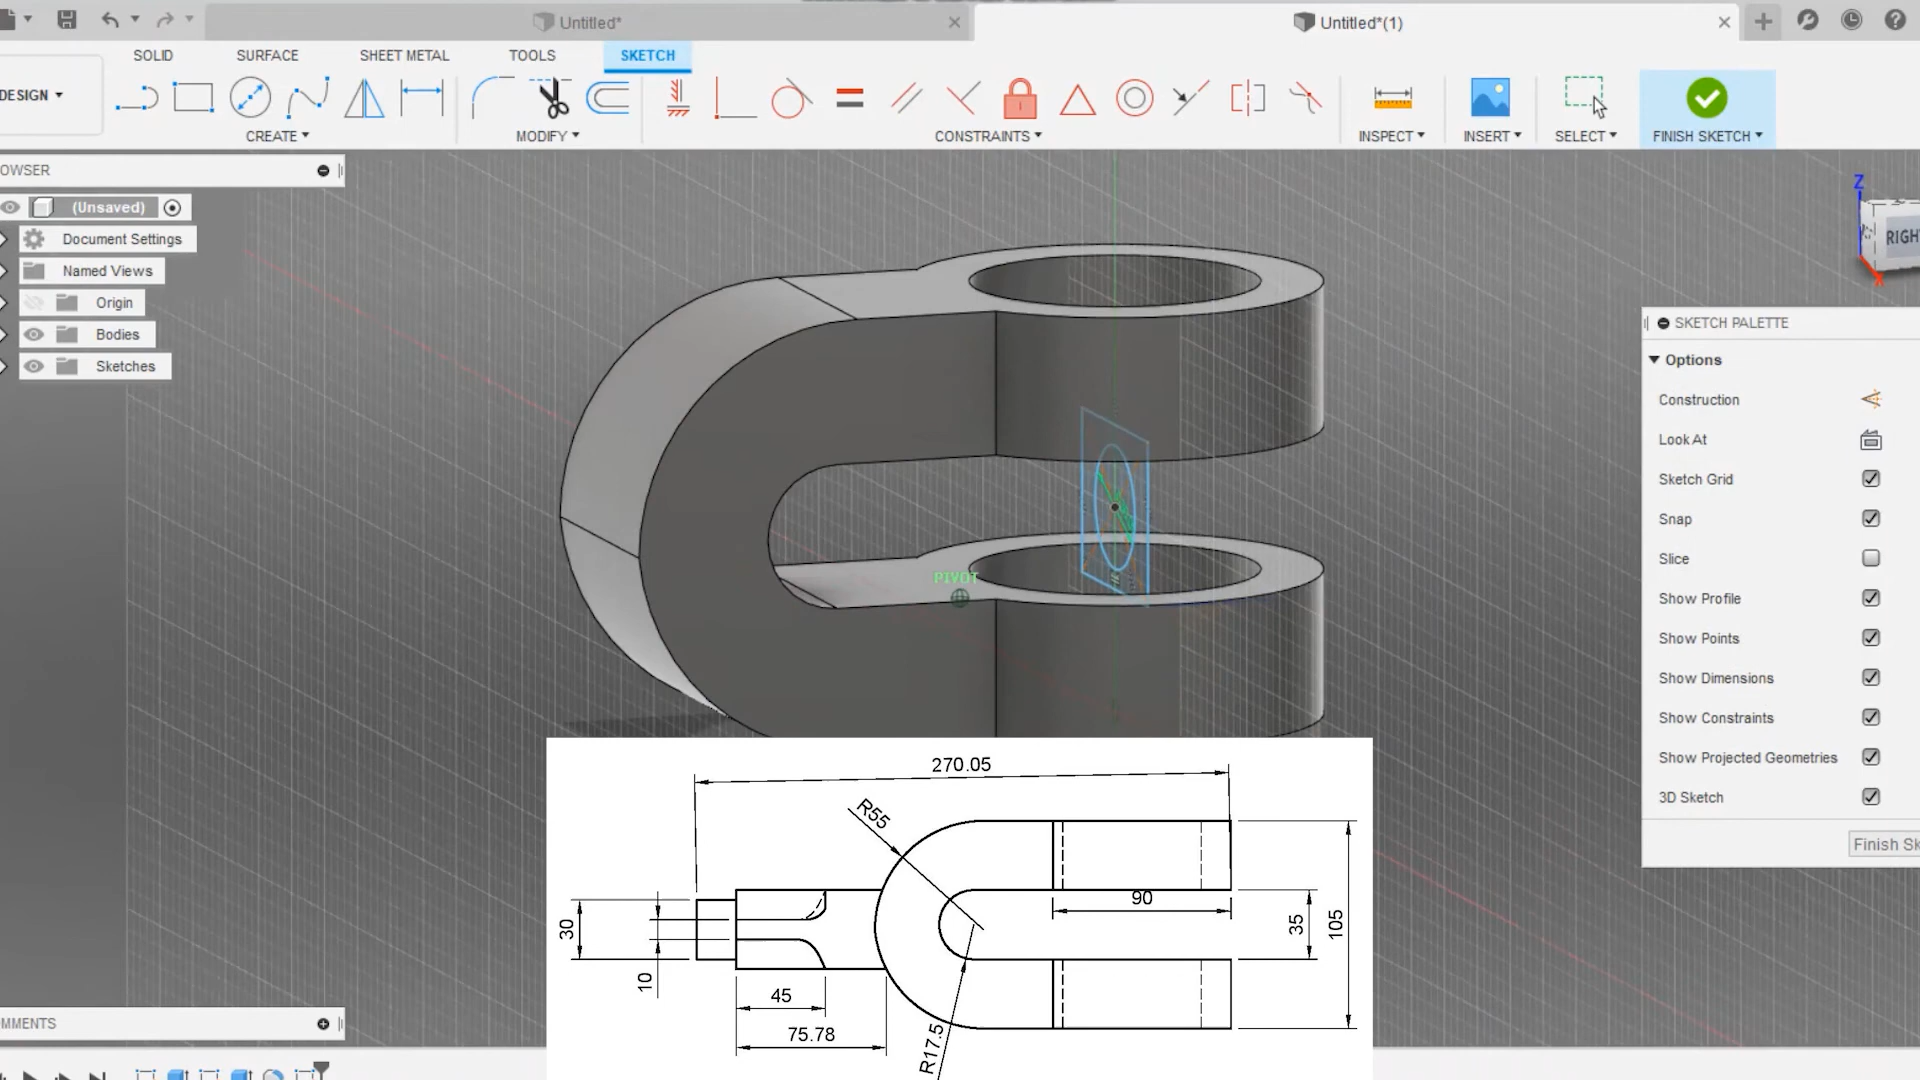 Untitled*
Untitled*(1)
SOLID
SURFACE
SHEET METAL
TOOLS
SKETCH
DESIGN
CREATE
MODIFY
CONSTRAINTS
INSPECT
INSERT
SELECT
FINISH SKETCH
OWSER
(Unsaved)
Document Settings
Named Views
Origin
Bodies
Sketches
Z
RIGH
X
SKETCH PALETTE
Options
Construction
Look At
Sketch Grid
Snap
Slice
Show Profile
Show Points
Show Dimensions
Show Constraints
Show Projected Geometries
3D Sketch
Finish Sk
PIVOT
270.05
R55
90
30
35
105
10
45
75.78
R17.5
MMENTS